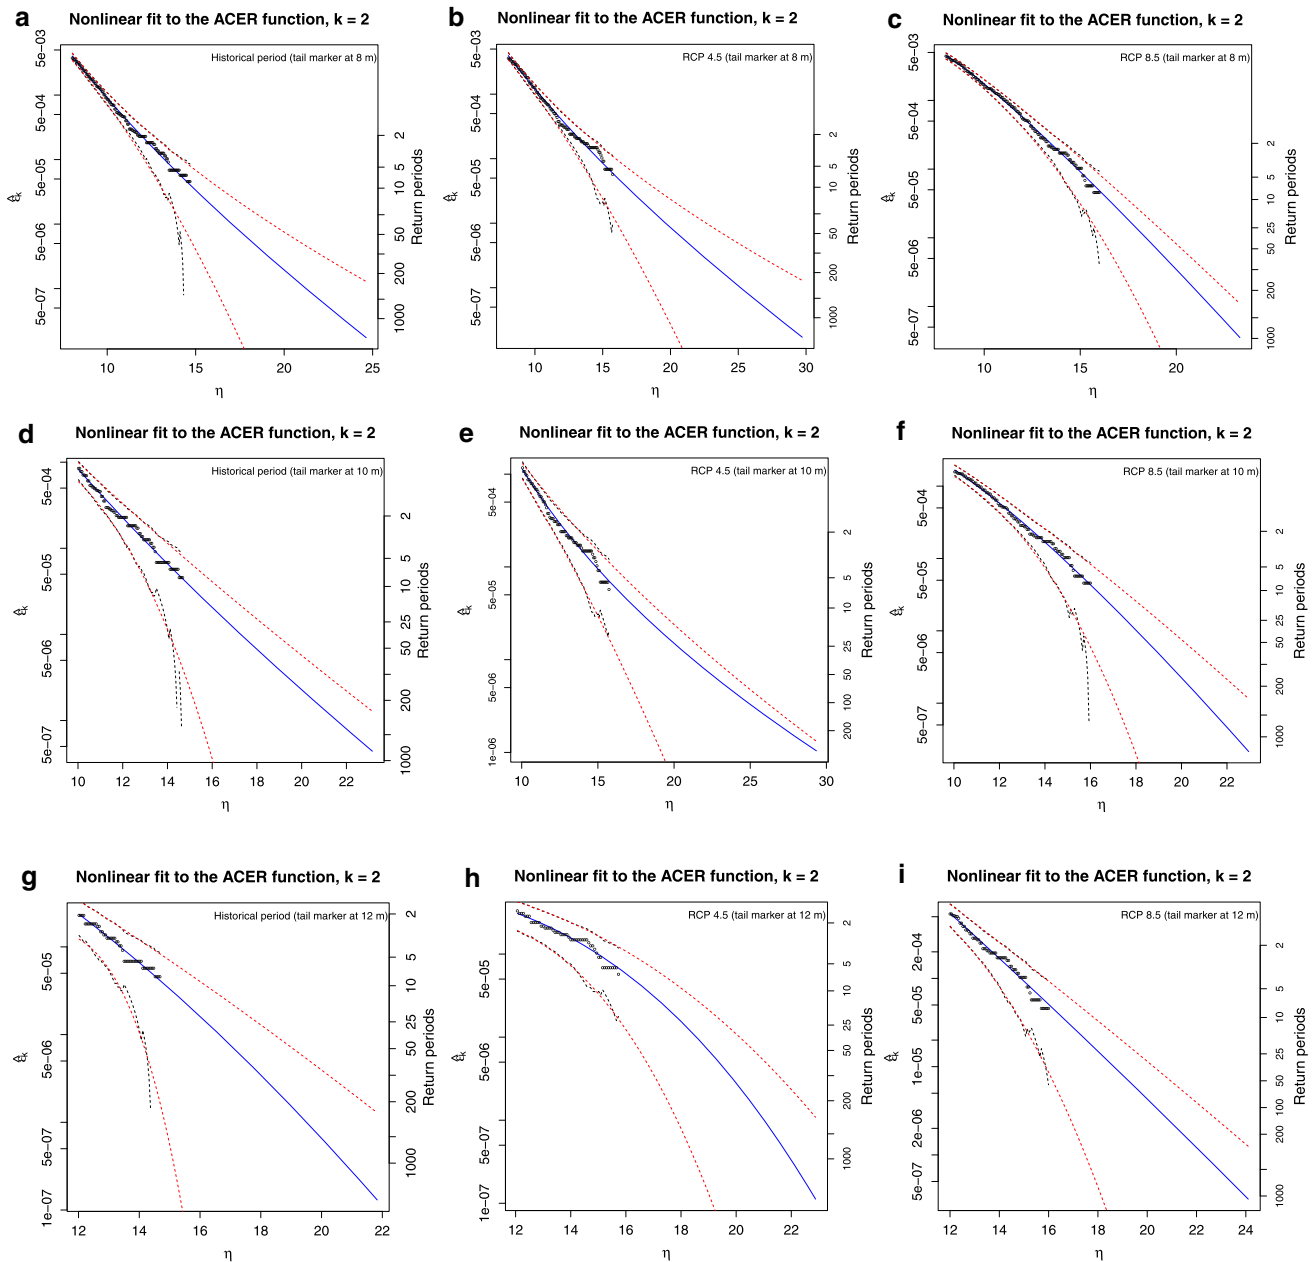 a
Nonlinear fit to the ACER function, k = 2
Historical period (tail marker at 8 m)
5e-03
5e-04
5e-05
5e-06
5e-07
ε̂k
2
5
10
50
200
1000
Return periods
10
15
20
25
η
b
Nonlinear fit to the ACER function, k = 2
RCP 4.5 (tail marker at 8 m)
5e-03
5e-04
5e-05
5e-06
5e-07
ε̂k
2
5
10
50
200
1000
Return periods
10
15
20
25
30
η
c
Nonlinear fit to the ACER function, k = 2
RCP 8.5 (tail marker at 8 m)
5e-03
5e-04
5e-05
5e-06
5e-07
ε̂k
2
5
10
25
50
200
1000
Return periods
10
15
20
η
d
Nonlinear fit to the ACER function, k = 2
Historical period (tail marker at 10 m)
5e-04
5e-05
5e-06
5e-07
ε̂k
2
5
10
25
50
200
1000
Return periods
10
12
14
16
18
20
22
η
e
Nonlinear fit to the ACER function, k = 2
RCP 4.5 (tail marker at 10 m)
5e-04
5e-05
5e-06
1e-06
ε̂k
2
5
10
25
50
100
200
Return periods
10
15
20
25
30
η
f
Nonlinear fit to the ACER function, k = 2
RCP 8.5 (tail marker at 10 m)
5e-04
5e-05
5e-06
5e-07
ε̂k
2
5
10
25
50
200
1000
Return periods
10
12
14
16
18
20
22
η
g
Nonlinear fit to the ACER function, k = 2
Historical period (tail marker at 12 m)
5e-05
5e-06
5e-07
1e-07
ε̂k
2
5
10
25
50
200
1000
Return periods
12
14
16
18
20
22
η
h
Nonlinear fit to the ACER function, k = 2
RCP 4.5 (tail marker at 12 m)
5e-05
5e-06
5e-07
1e-07
ε̂k
2
5
10
25
50
200
1000
Return periods
12
14
16
18
20
22
η
i
Nonlinear fit to the ACER function, k = 2
RCP 8.5 (tail marker at 12 m)
2e-04
5e-05
1e-05
2e-06
5e-07
ε̂k
2
5
10
25
50
100
200
1000
Return periods
12
14
16
18
20
22
24
η